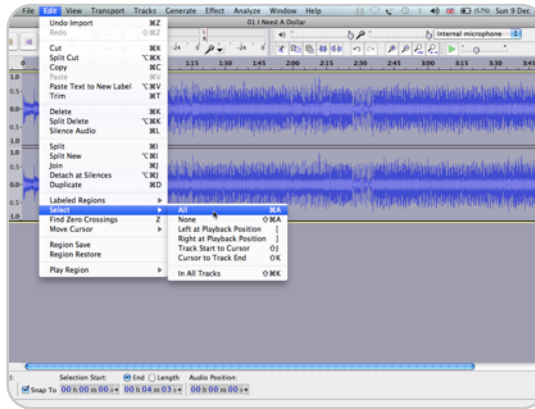 File Edit View Transport Tracks Generate Effect Analyze Window Help (57%) Sun 9 Dec
01 I Need A Dollar
Undo Import ⌘Z
Redo ⇧⌘Z
Cut ⌘X
Split Cut ⌥⌘X
Copy ⌘C
Paste ⌘V
Paste Text to New Label ⌥⌘V
Trim ⌘T
Delete ⌘K
Split Delete ⌥⌘K
Silence Audio ⌘L
Split ⌘I
Split New ⌥⌘I
Join ⌘J
Detach at Silences ⌥⌘J
Duplicate ⌘D
Labeled Regions
Select
Find Zero Crossings Z
Move Cursor
Region Save
Region Restore
Play Region
All ⌘A
None ⇧⌘A
Left at Playback Position [
Right at Playback Position ]
Track Start to Cursor ⇧J
Cursor to Track End ⇧K
In All Tracks ⇧⌘K
Internal microphone
1:15 1:30 1:45 2:00 2:15 2:30 2:45 3:00 3:15 3:30
1.0
0.5
0.0
0.5
1.0
1.0
0.5
0.0
0.5
1.0
Selection Start: End Length Audio Position:
Snap To 00 h 00 m 00 s 00 h 04 m 03 s 00 h 00 m 00 s